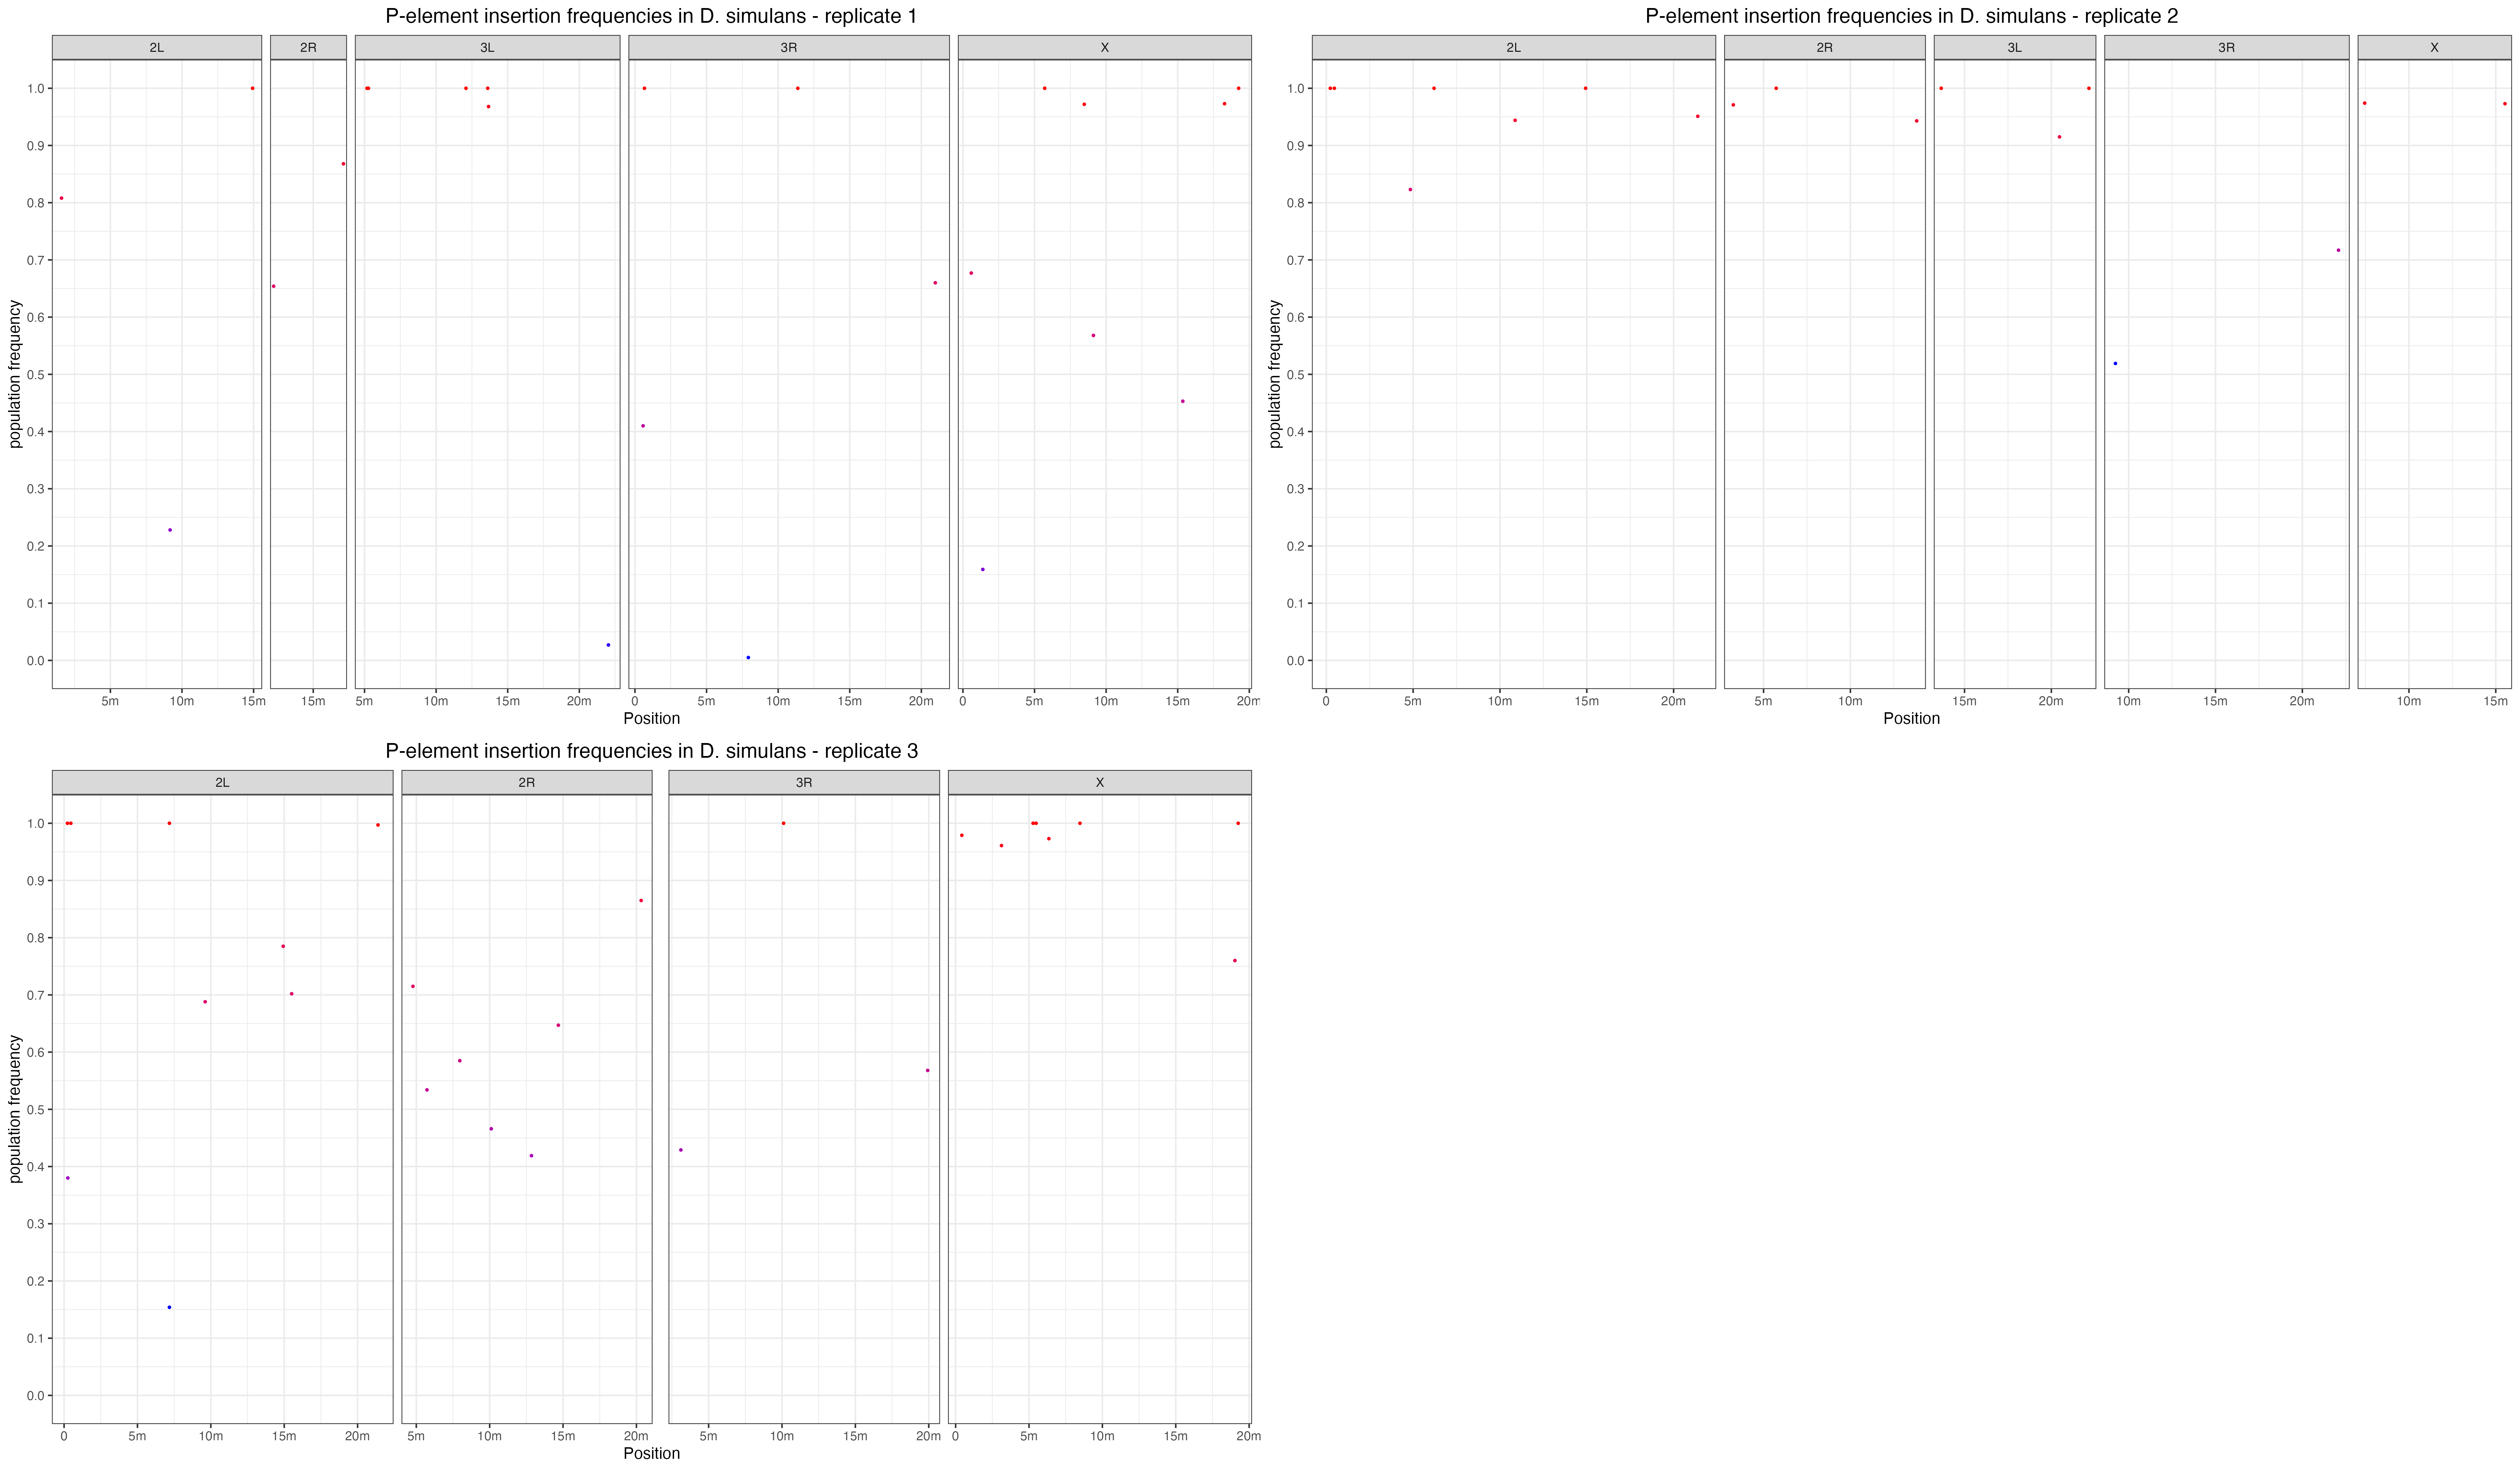 P-element insertion frequencies in D. simulans - replicate 1
2L 2R 3L 3R X
1.0
0.9
0.8
0.7
0.6
0.5
0.4
0.3
0.2
0.1
0.0
population frequency
5m 10m 15m 15m 5m 10m 15m 20m 0 5m 10m 15m 20m 0 5m 10m 15m 20m
Position
P-element insertion frequencies in D. simulans - replicate 2
2L 2R 3L 3R X
1.0
0.9
0.8
0.7
0.6
0.5
0.4
0.3
0.2
0.1
0.0
population frequency
0 5m 10m 15m 20m 5m 10m 15m 20m 10m 15m 20m 10m 15m
Position
P-element insertion frequencies in D. simulans - replicate 3
2L 2R 3R X
1.0
0.9
0.8
0.7
0.6
0.5
0.4
0.3
0.2
0.1
0.0
population frequency
0 5m 10m 15m 20m 5m 10m 15m 20m 5m 10m 15m 20m 0 5m 10m 15m 20m
Position